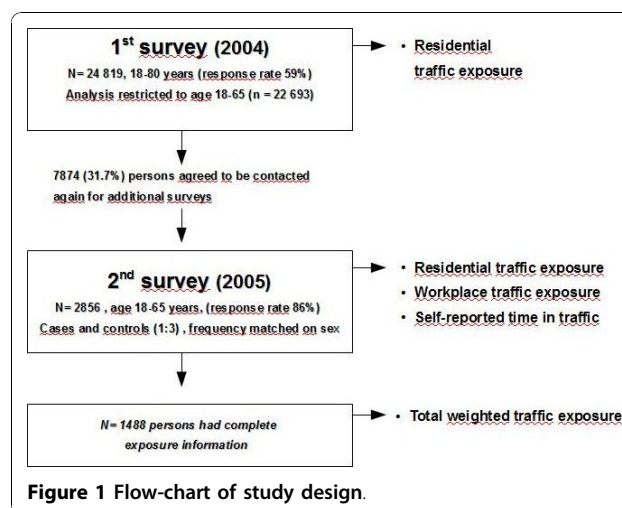 1st survey (2004)
N= 24 819, 18-80 years (response rate 59%)
Analysis restricted to age 18-65 (n = 22 693)
• Residential
traffic exposure
7874 (31.7%) persons agreed to be contacted
again for additional surveys
2nd survey (2005)
N= 2856 , age 18-65 years, (response rate 86%)
Cases and controls (1:3) , frequency matched on sex
• Residential traffic exposure
• Workplace traffic exposure
• Self-reported time in traffic
N= 1488 persons had complete
exposure information
• Total weighted traffic exposure
Figure 1 Flow-chart of study design.